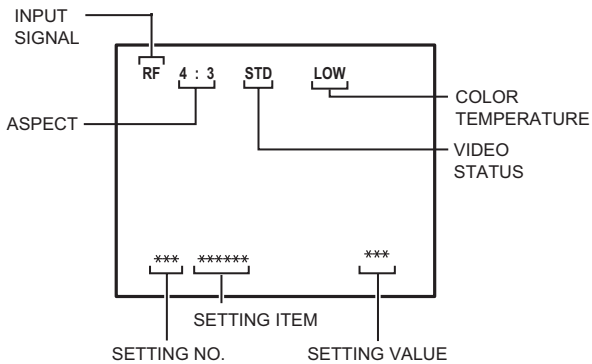 INPUT
SIGNAL
RF 4 : 3 STD LOW
ASPECT
COLOR
TEMPERATURE
VIDEO
STATUS
*** ****** ***
SETTING ITEM
SETTING NO. SETTING VALUE